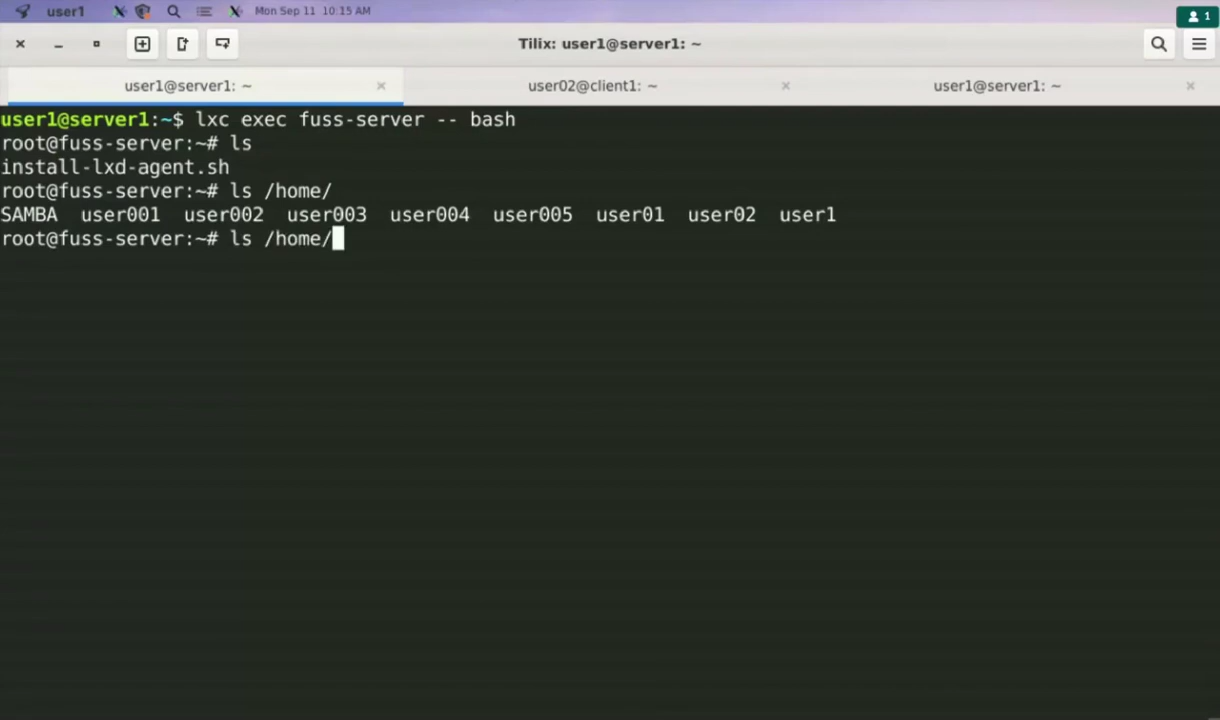 user1 Mon Sep 11 10:15 AM
1
Tilix: user1@server1: ~
user1@server1: ~
user02@client1: ~
user1@server1: ~
user1@server1:~$ lxc exec fuss-server -- bash
root@fuss-server:~# ls
install-lxd-agent.sh
root@fuss-server:~# ls /home/
SAMBA user001 user002 user003 user004 user005 user01 user02 user1
root@fuss-server:~# ls /home/